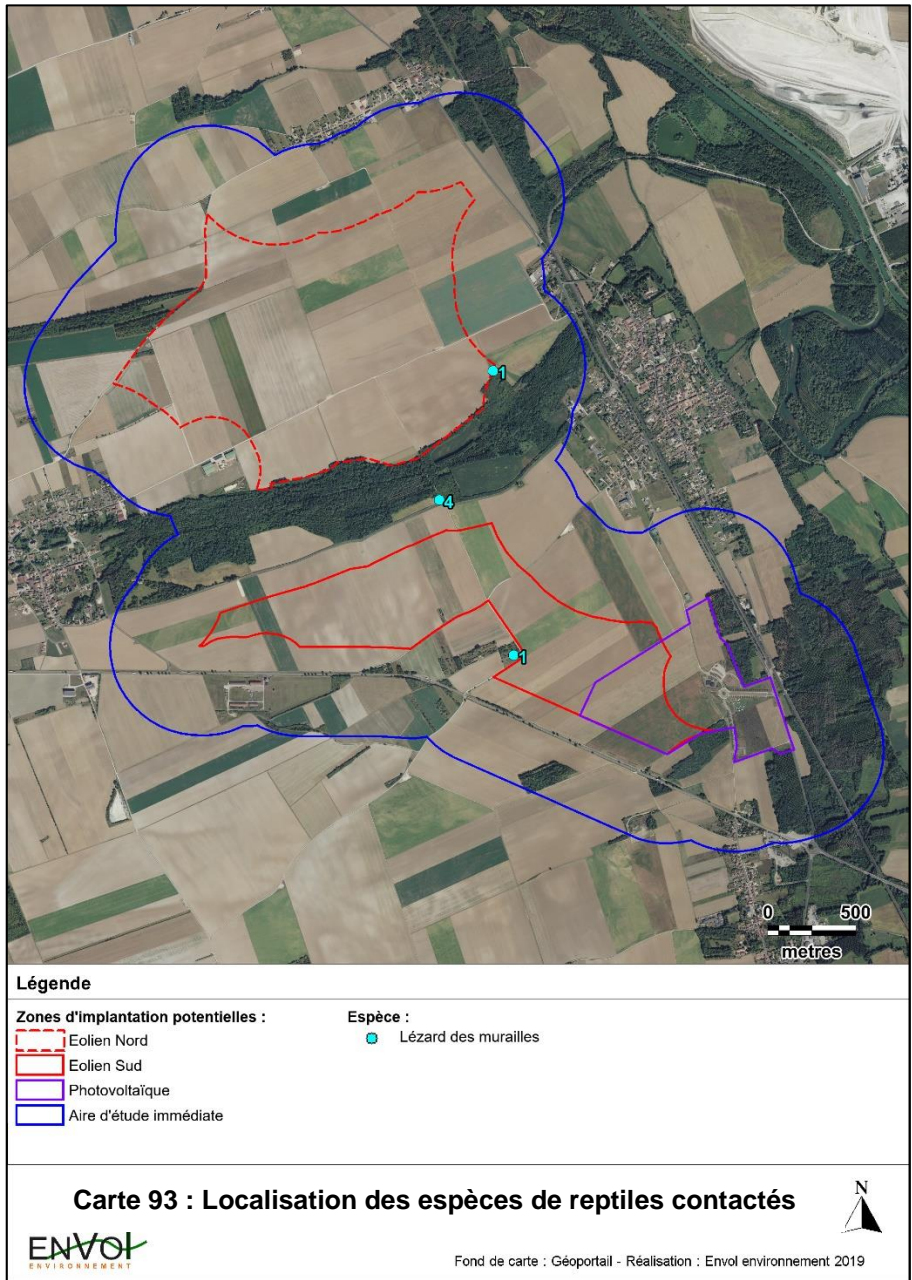 1
4
1
0 500
metres
Légende
Zones d'implantation potentielles :
Eolien Nord
Eolien Sud
Photovoltaïque
Aire d'étude immédiate
Espèce :
Lézard des murailles
Carte 93 : Localisation des espèces de reptiles contactés
N
ENVOl
ENVIRONNEMENT
Fond de carte : Géoportail - Réalisation : Envol environnement 2019